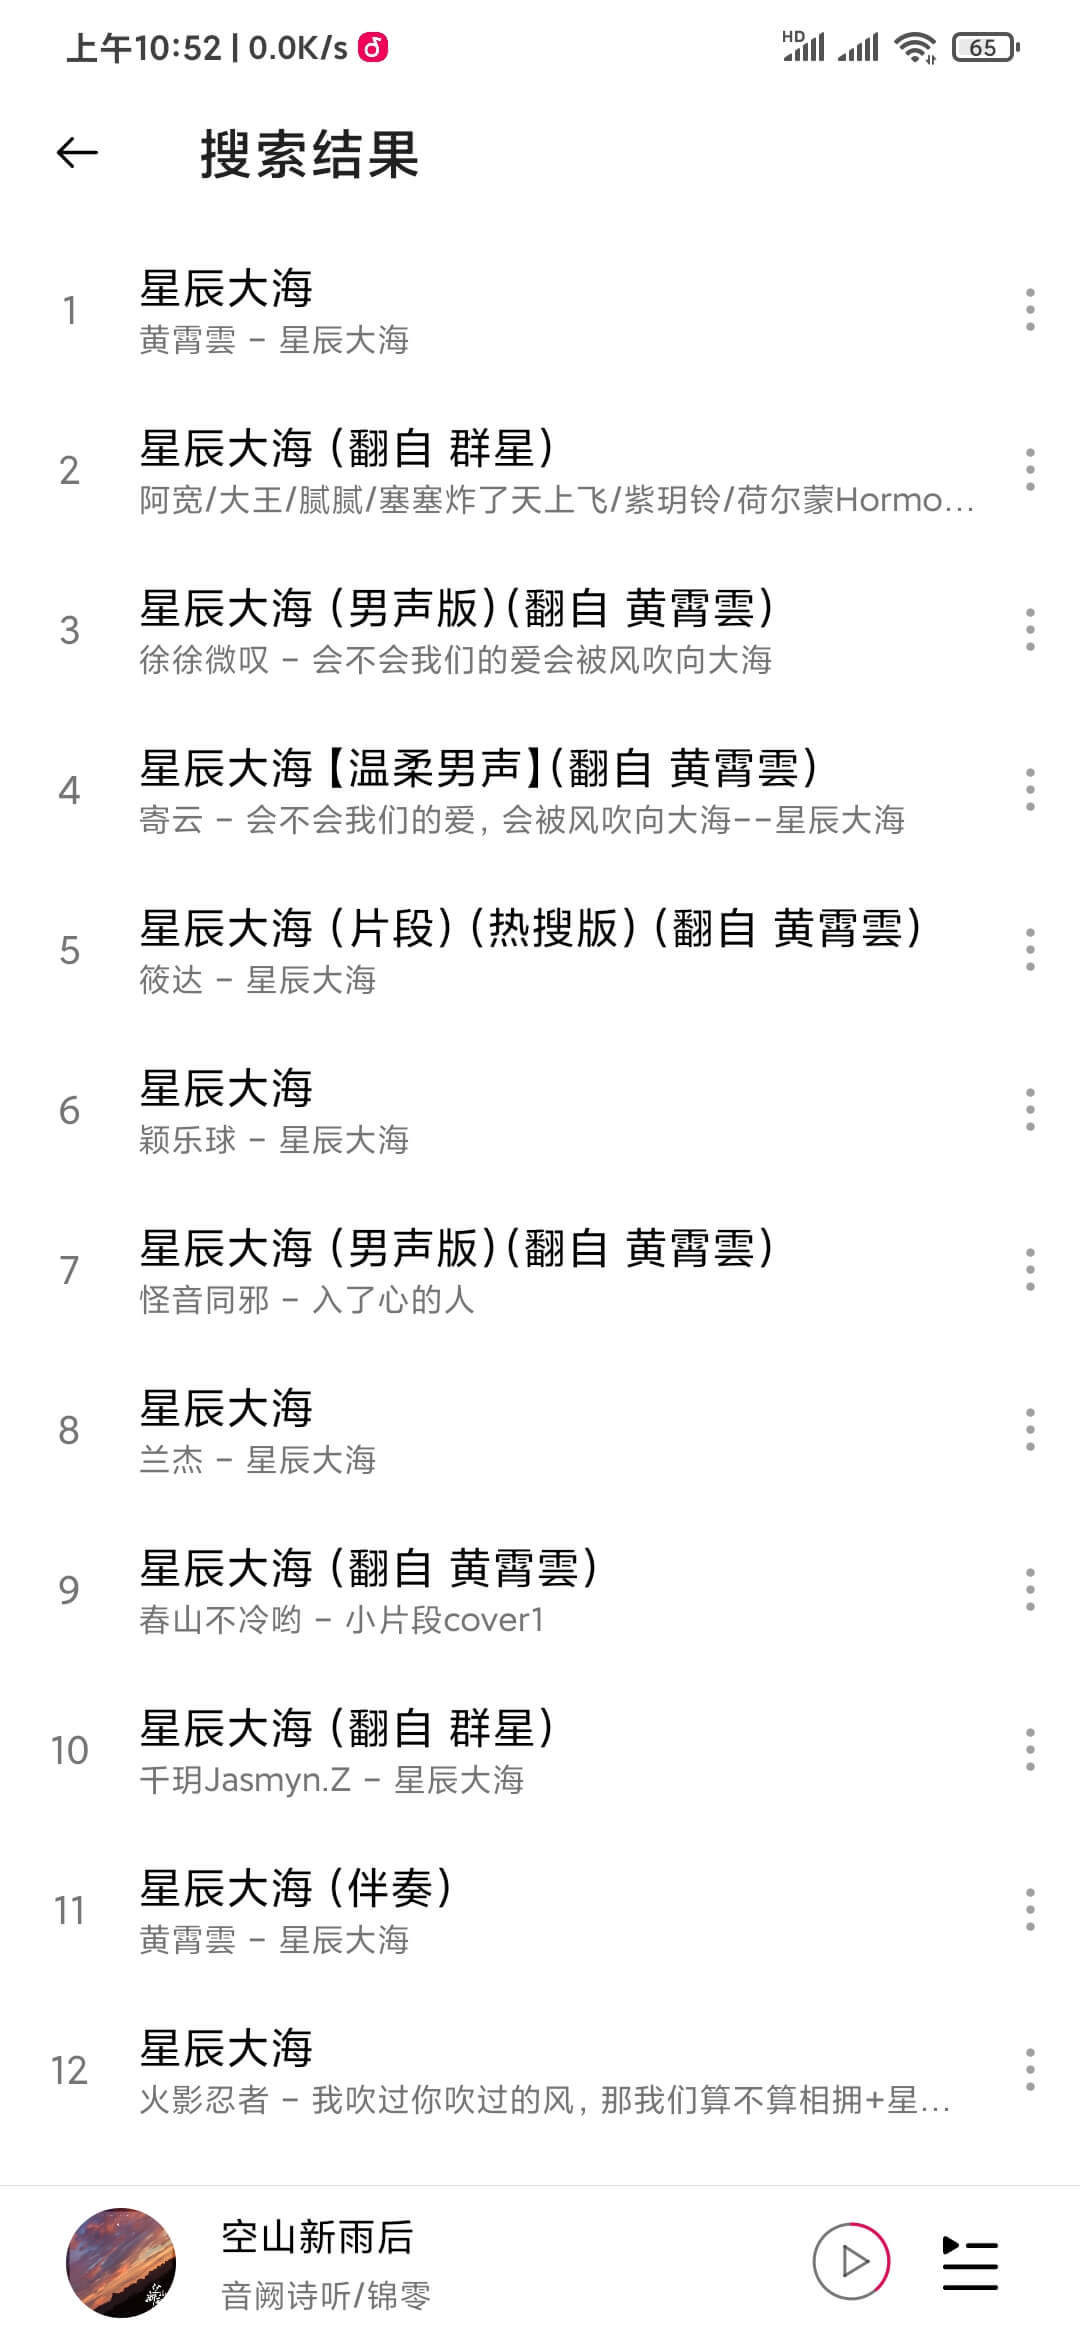 上午10:52 | 0.0K/s
HD
65
搜索结果
1
星辰大海
黄霄雲 - 星辰大海
2
星辰大海 (翻自 群星)
阿宽/大王/腻腻/塞塞炸了天上飞/紫玥铃/荷尔蒙Hormo...
3
星辰大海 (男声版)(翻自 黄霄雲)
徐徐微叹 - 会不会我们的爱会被风吹向大海
4
星辰大海【温柔男声】(翻自 黄霄雲)
寄云 - 会不会我们的爱, 会被风吹向大海--星辰大海
5
星辰大海 (片段) (热搜版) (翻自 黄霄雲)
筱达 - 星辰大海
6
星辰大海
颖乐球 - 星辰大海
7
星辰大海 (男声版)(翻自 黄霄雲)
怪音同邪 - 入了心的人
8
星辰大海
兰杰 - 星辰大海
9
星辰大海 (翻自 黄霄雲)
春山不冷哟 - 小片段cover1
10
星辰大海 (翻自 群星)
千玥Jasmyn.Z - 星辰大海
11
星辰大海 (伴奏)
黄霄雲 - 星辰大海
12
星辰大海
火影忍者 - 我吹过你吹过的风, 那我们算不算相拥+星...
空山新雨后
音阙诗听/锦零